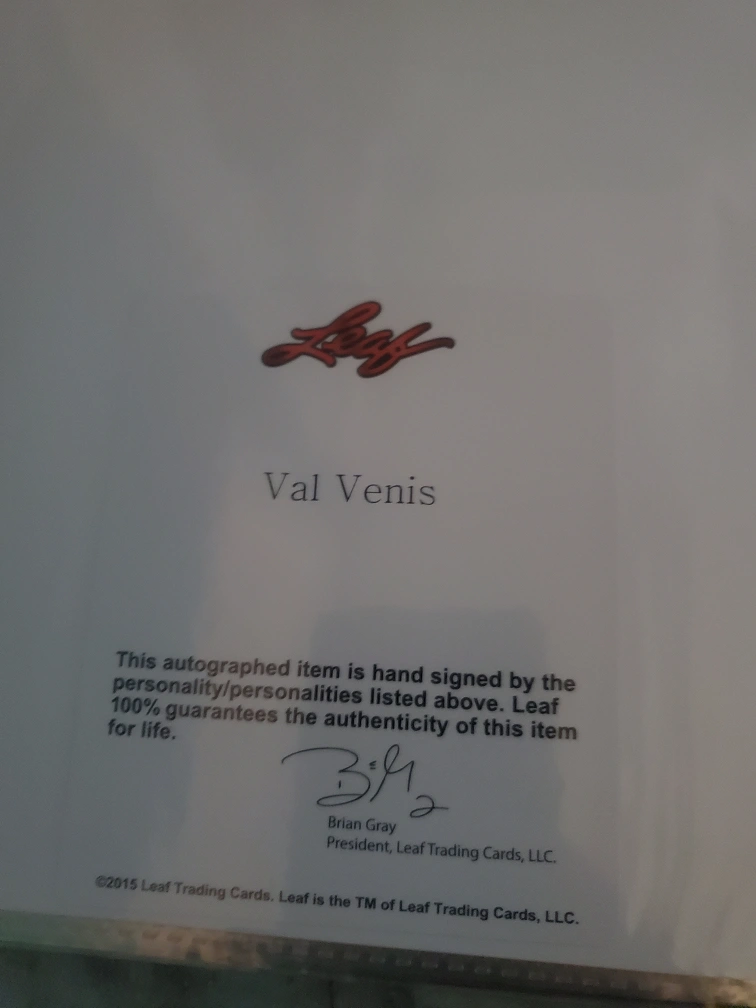 Leaf
Val Venis
This autographed item is hand signed by the
personality/personalities listed above. Leaf
100% guarantees the authenticity of this item
for life.
Brian Gray
President, Leaf Trading Cards, LLC.
©2015 Leaf Trading Cards. Leaf is the TM of Leaf Trading Cards, LLC.